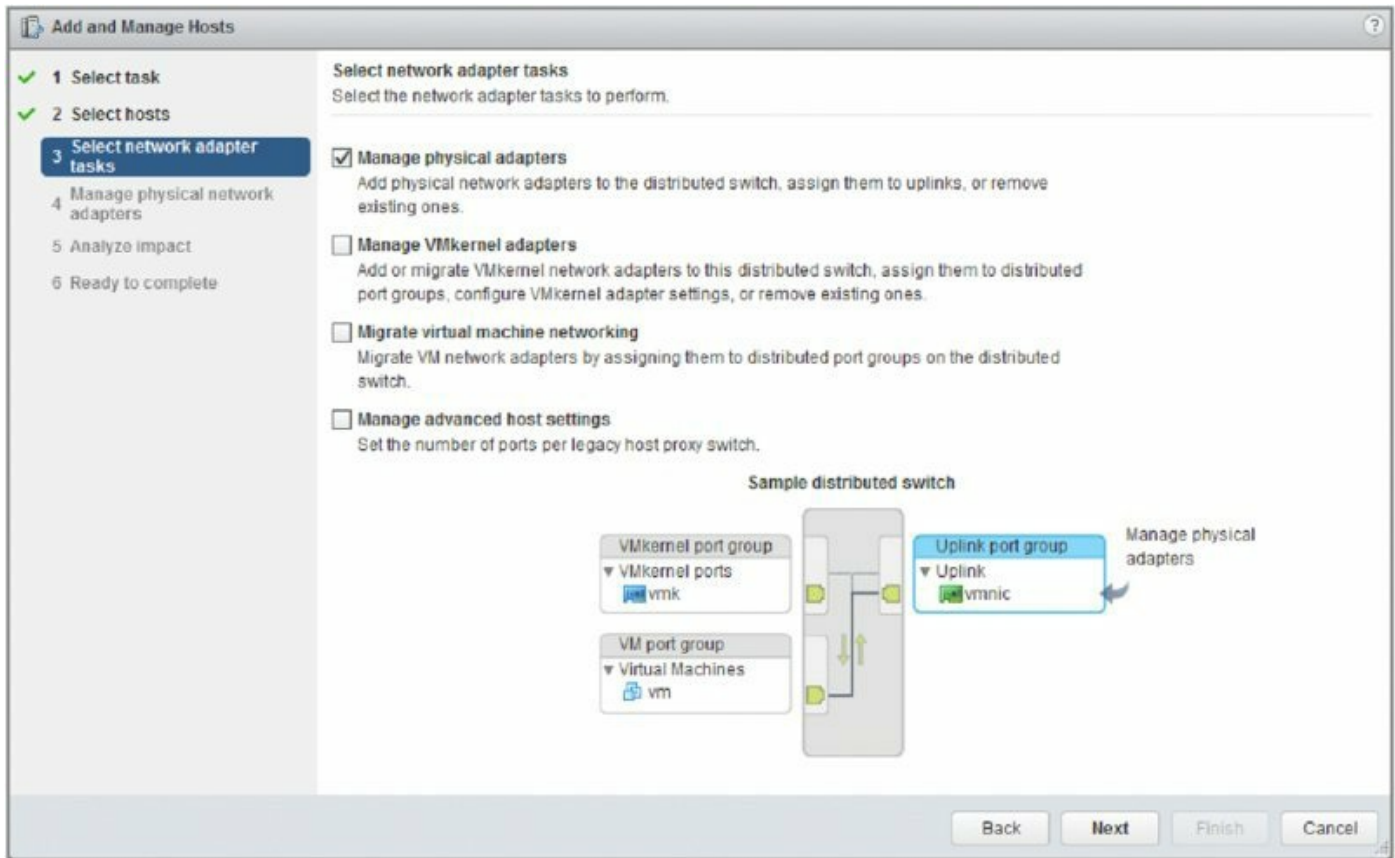 Add and Manage Hosts
?
1 Select task
2 Select hosts
3 Select network adapter
tasks
4 Manage physical network
adapters
5 Analyze impact
6 Ready to complete
Select network adapter tasks
Select the network adapter tasks to perform.
Manage physical adapters
Add physical network adapters to the distributed switch, assign them to uplinks, or remove
existing ones.
Manage VMkernel adapters
Add or migrate VMkernel network adapters to this distributed switch, assign them to distributed
port groups, configure VMkernel adapter settings, or remove existing ones.
Migrate virtual machine networking
Migrate VM network adapters by assigning them to distributed port groups on the distributed
switch.
Manage advanced host settings
Set the number of ports per legacy host proxy switch.
Sample distributed switch
VMkernel port group
VMkernel ports
vmk
VM port group
Virtual Machines
vm
Uplink port group
Uplink
vmnic
Manage physical
adapters
Back
Next
Finish
Cancel